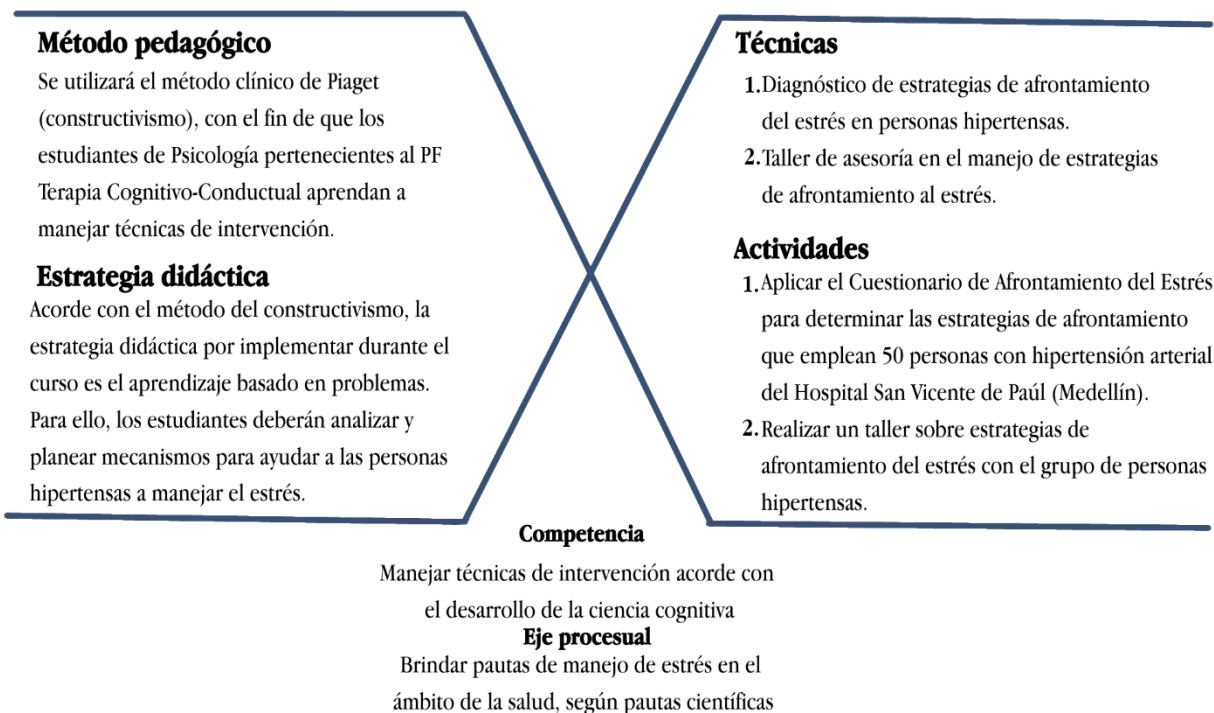 Método pedagógico
Se utilizará el método clínico de Piaget
(constructivismo), con el fin de que los
estudiantes de Psicología pertenecientes al PF
Terapia Cognitivo-Conductual aprendan a
manejar técnicas de intervención.
Estrategia didáctica
Acorde con el método del constructivismo, la
estrategia didáctica por implementar durante el
curso es el aprendizaje basado en problemas.
Para ello, los estudiantes deberán analizar y
planear mecanismos para ayudar a las personas
hipertensas a manejar el estrés.
Técnicas
1. Diagnóstico de estrategias de afrontamiento
del estrés en personas hipertensas.
2. Taller de asesoría en el manejo de estrategias
de afrontamiento al estrés.
Actividades
1. Aplicar el Cuestionario de Afrontamiento del Estrés
para determinar las estrategias de afrontamiento
que emplean 50 personas con hipertensión arterial
del Hospital San Vicente de Paúl (Medellín).
2. Realizar un taller sobre estrategias de
afrontamiento del estrés con el grupo de personas
hipertensas.
Competencia
Manejar técnicas de intervención acorde con
el desarrollo de la ciencia cognitiva
Eje procesual
Brindar pautas de manejo de estrés en el
ámbito de la salud, según pautas científicas